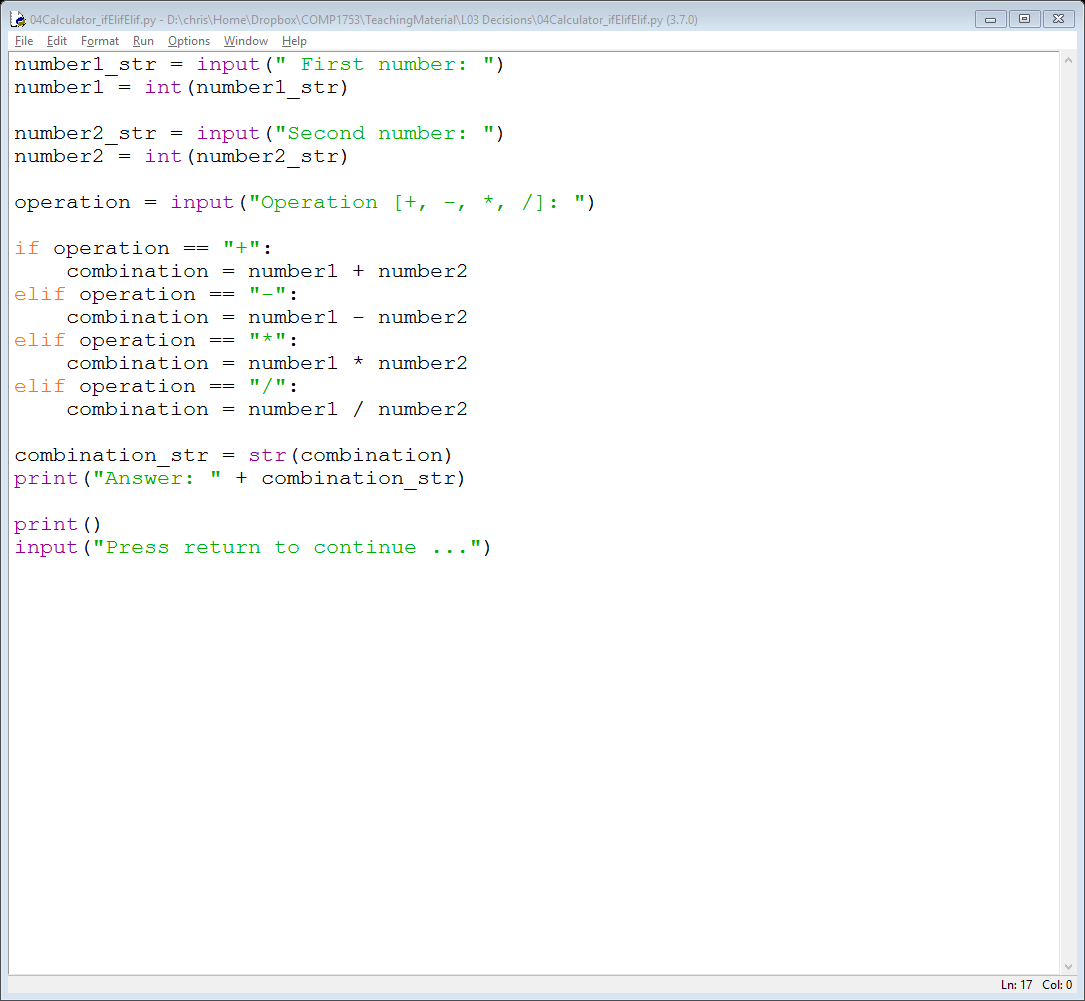 04Calculator_ifElifElif.py - D:\chris\Home\Dropbox\COMP1753\TeachingMaterial\L03 Decisions\04Calculator_ifElifElif.py (3.7.0)
File Edit Format Run Options Window Help
number1_str = input(" First number: ")
number1 = int(number1_str)

number2_str = input("Second number: ")
number2 = int(number2_str)

operation = input("Operation [+, -, *, /]: ")

if operation == "+":
    combination = number1 + number2
elif operation == "-":
    combination = number1 - number2
elif operation == "*":
    combination = number1 * number2
elif operation == "/":
    combination = number1 / number2

combination_str = str(combination)
print("Answer: " + combination_str)

print()
input("Press return to continue ...")
Ln: 17 Col: 0